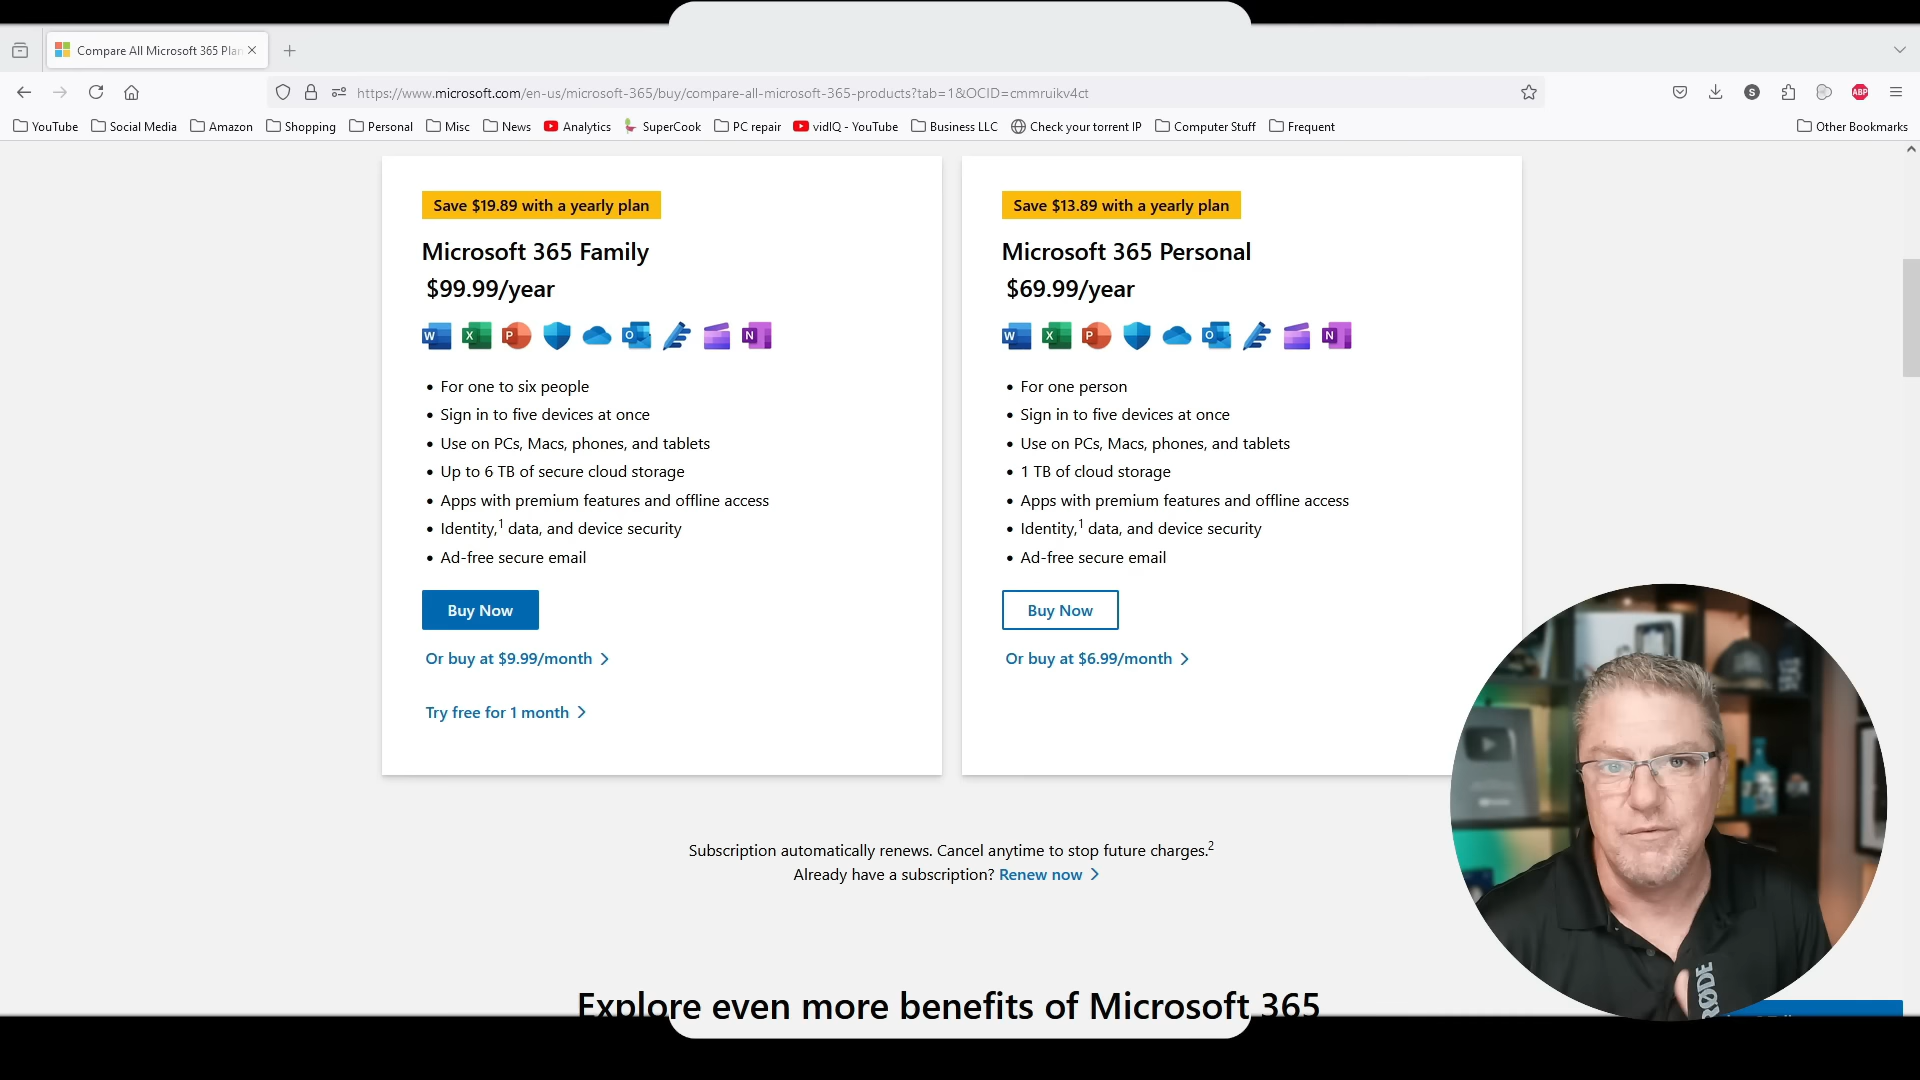 Compare All Microsoft 365 Plan
https://www.microsoft.com/en-us/microsoft-365/buy/compare-all-microsoft-365-products?tab=1&OCID=cmmruikv4ct
S
ABP
YouTube
Social Media
Amazon
Shopping
Personal
Misc
News
Analytics
SuperCook
PC repair
vidIQ - YouTube
Business LLC
Check your torrent IP
Computer Stuff
Frequent
Other Bookmarks
Save $19.89 with a yearly plan
Microsoft 365 Family
$99.99/year
W X P O N
• For one to six people
• Sign in to five devices at once
• Use on PCs, Macs, phones, and tablets
• Up to 6 TB of secure cloud storage
• Apps with premium features and offline access
• Identity,1 data, and device security
• Ad-free secure email
Buy Now
Or buy at $9.99/month
Try free for 1 month
Save $13.89 with a yearly plan
Microsoft 365 Personal
$69.99/year
W X P O N
• For one person
• Sign in to five devices at once
• Use on PCs, Macs, phones, and tablets
• 1 TB of cloud storage
• Apps with premium features and offline access
• Identity,1 data, and device security
• Ad-free secure email
Buy Now
Or buy at $6.99/month
Subscription automatically renews. Cancel anytime to stop future charges.2
Already have a subscription? Renew now
Explore even more benefits of Microsoft 365
RØDE